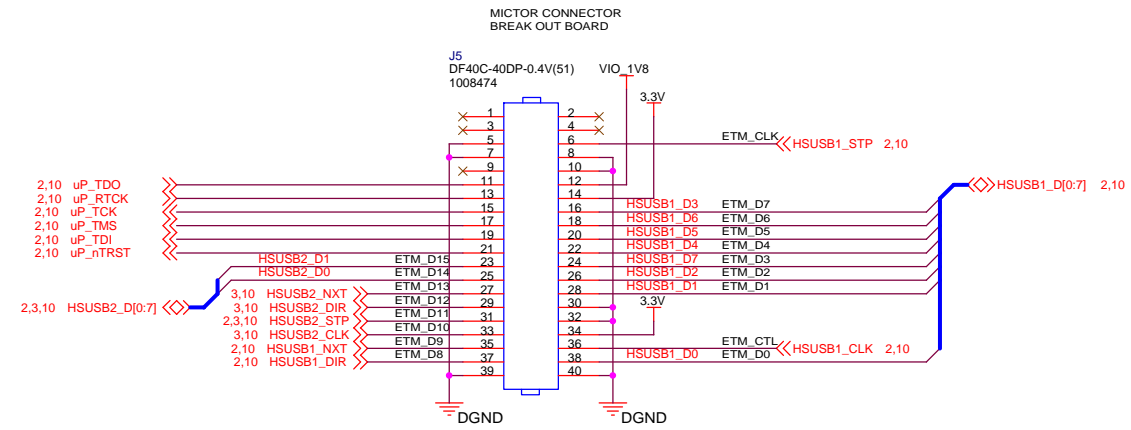 MICTOR CONNECTOR
BREAK OUT BOARD
J5
DF40C-40DP-0.4V(51)
1008474
VIO_1V8
3.3V
1 2
3 4
5 6 ETM_CLK HSUSB1_STP 2,10
7 8
9 10
2,10 uP_TDO 11 12
2,10 uP_RTCK 13 14
2,10 uP_TCK 15 16 HSUSB1_D3 ETM_D7
2,10 uP_TMS 17 18 HSUSB1_D6 ETM_D6
2,10 uP_TDI 19 20 HSUSB1_D5 ETM_D5
2,10 uP_nTRST 21 22 HSUSB1_D4 ETM_D4
HSUSB2_D1 ETM_D15 23 24 HSUSB1_D7 ETM_D3
HSUSB2_D0 ETM_D14 25 26 HSUSB1_D2 ETM_D2
3,10 HSUSB2_NXT ETM_D13 27 28 HSUSB1_D1 ETM_D1
3,10 HSUSB2_DIR ETM_D12 29 30
2,3,10 HSUSB2_STP ETM_D11 31 32
3,10 HSUSB2_CLK ETM_D10 33 34 3.3V
2,10 HSUSB1_NXT ETM_D9 35 36 ETM_CTL HSUSB1_CLK 2,10
2,10 HSUSB1_DIR ETM_D8 37 38 HSUSB1_D0 ETM_D0
39 40
2,3,10 HSUSB2_D[0:7]
HSUSB1_D[0:7] 2,10
DGND DGND